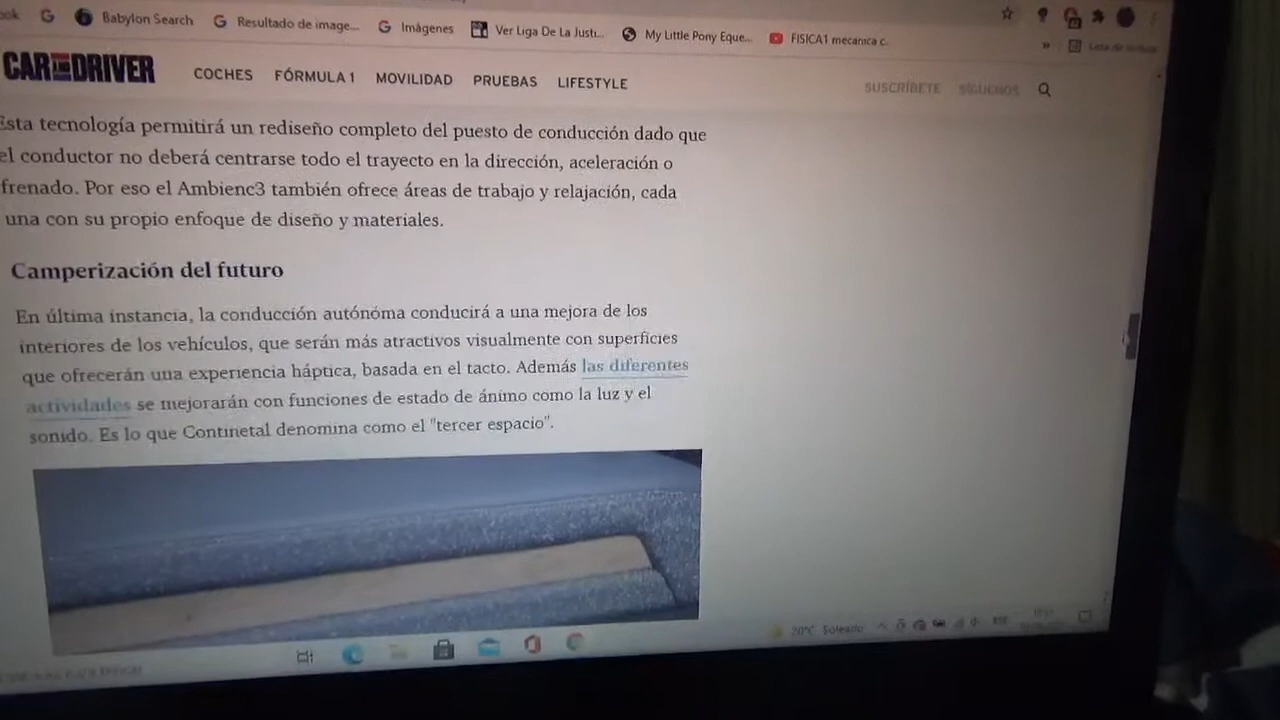 ook Babylon Search Resultado de image... Imágenes Ver Liga De La Justi... My Little Pony Eque... FISICA1 mecanica c.
» Lista de lectura
CAR AND DRIVER COCHES FÓRMULA 1 MOVILIDAD PRUEBAS LIFESTYLE SUSCRÍBETE SÍGUENOS
Esta tecnología permitirá un rediseño completo del puesto de conducción dado que
el conductor no deberá centrarse todo el trayecto en la dirección, aceleración o
frenado. Por eso el Ambienc3 también ofrece áreas de trabajo y relajación, cada
una con su propio enfoque de diseño y materiales.
Camperización del futuro
En última instancia, la conducción autónóma conducirá a una mejora de los
interiores de los vehículos, que serán más atractivos visualmente con superficies
que ofrecerán una experiencia háptica, basada en el tacto. Además las diferentes
actividades se mejorarán con funciones de estado de ánimo como la luz y el
sonido. Es lo que Continetal denomina como el "tercer espacio".
20°C Soleado